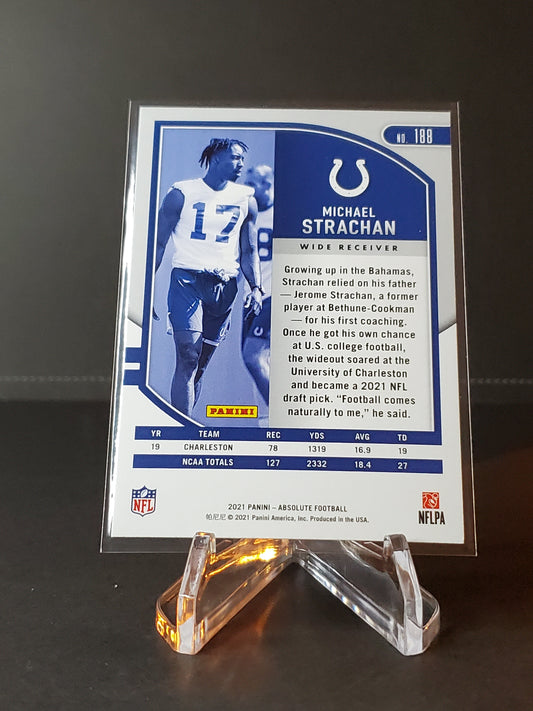 NO. 188
MICHAEL
STRACHAN
WIDE RECEIVER
17
Growing up in the Bahamas,
Strachan relied on his father
— Jerome Strachan, a former
player at Bethune-Cookman
— for his first coaching.
Once he got his own chance
at U.S. college football,
the wideout soared at the
University of Charleston
and became a 2021 NFL
draft pick. “Football comes
naturally to me,” he said.
PANINI
YR TEAM REC YDS AVG TD
19 CHARLESTON 78 1319 16.9 19
NCAA TOTALS 127 2332 18.4 27
NFL
2021 PANINI – ABSOLUTE FOOTBALL
帕尼尼 © 2021 Panini America, Inc. Produced in the USA.
NFLPA